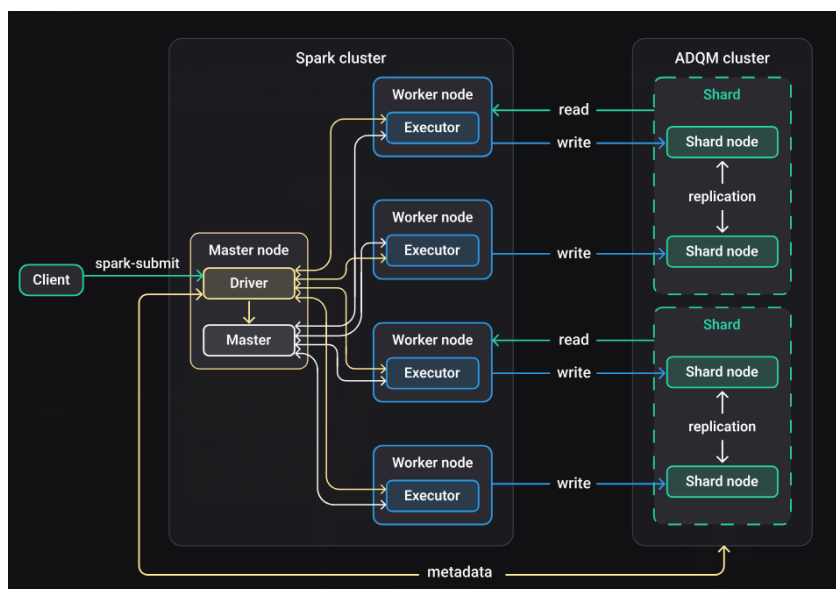 Spark cluster
ADQM cluster
Worker node
Executor
read
write
Shard
Shard node
replication
Shard node
Worker node
Executor
write
Client
spark-submit
Master node
Driver
Master
Worker node
Executor
read
write
Shard
Shard node
replication
Shard node
Worker node
Executor
write
metadata